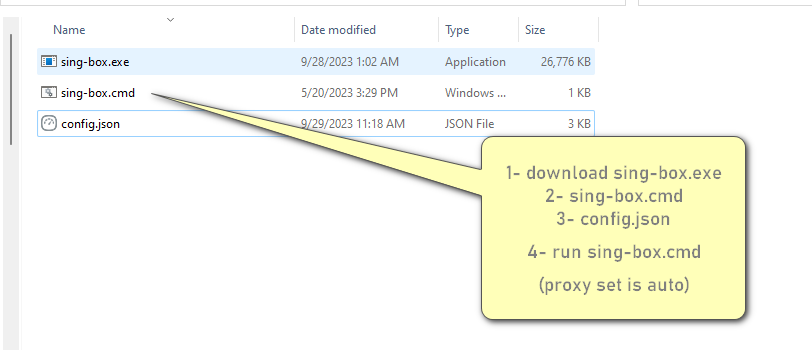 Name Date modified Type Size
sing-box.exe 9/28/2023 1:02 AM Application 26,776 KB
sing-box.cmd 5/20/2023 3:29 PM Windows ... 1 KB
config.json 9/29/2023 11:18 AM JSON File 3 KB
1- download sing-box.exe
2- sing-box.cmd
3- config.json
4- run sing-box.cmd
(proxy set is auto)